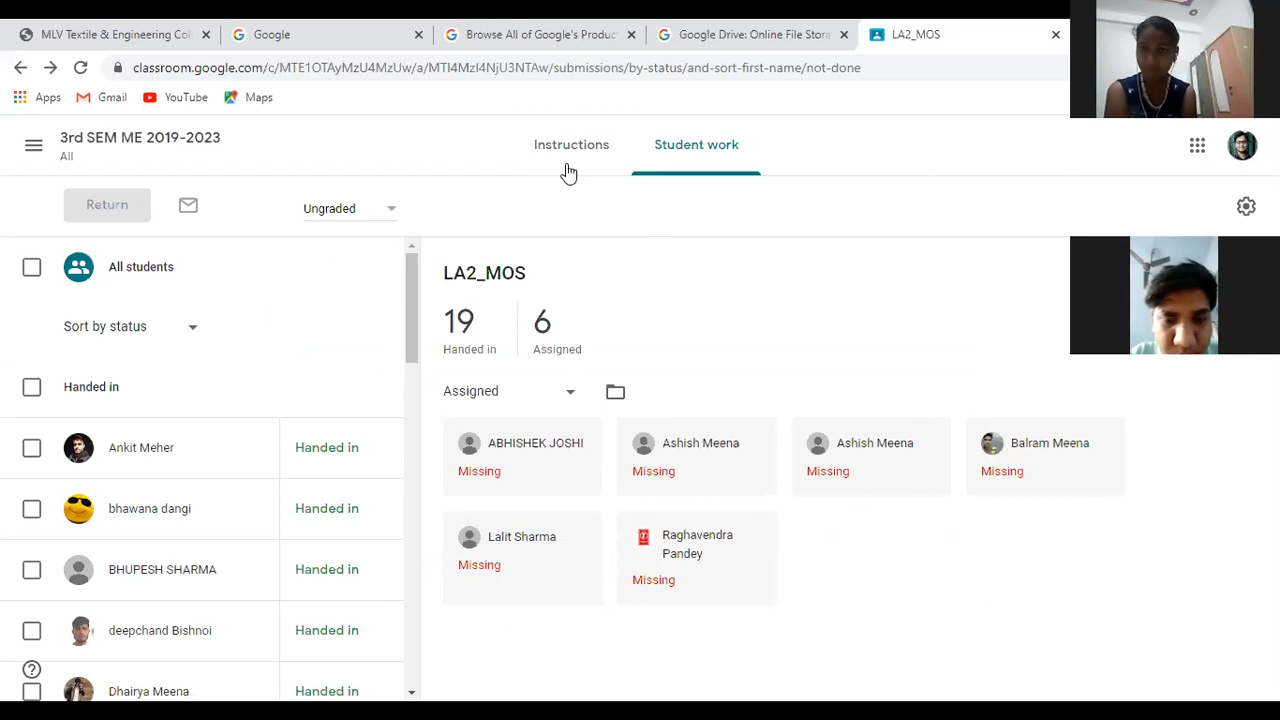 MLV Textile & Engineering Col
Google
Browse All of Google's Produc
Google Drive: Online File Stora
LA2_MOS
classroom.google.com/c/MTE1OTAyMzU4MzUw/a/MTI4MzI4NjU3NTAw/submissions/by-status/and-sort-first-name/not-done
Apps
Gmail
YouTube
Maps
3rd SEM ME 2019-2023
All
Instructions
Student work
Return
Ungraded
All students
Sort by status
Handed in
Ankit Meher
Handed in
bhawana dangi
Handed in
BHUPESH SHARMA
Handed in
deepchand Bishnoi
Handed in
Dhairya Meena
Handed in
LA2_MOS
19
6
Handed in
Assigned
Assigned
ABHISHEK JOSHI
Missing
Ashish Meena
Missing
Ashish Meena
Missing
Balram Meena
Missing
Lalit Sharma
Missing
Raghavendra
Pandey
Missing